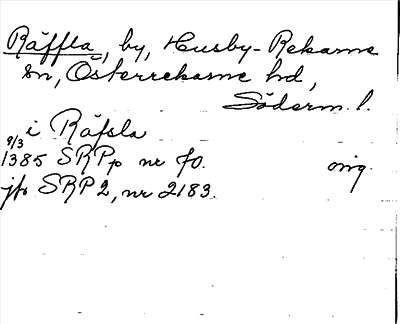 Räffla, by, Husby-Rekarne
sn, Österrekarne hd,
Söderm. l.
i Räfsla
9/3
1385 SRPp nr 70. orig.
jfr SRP 2, nr 2183.